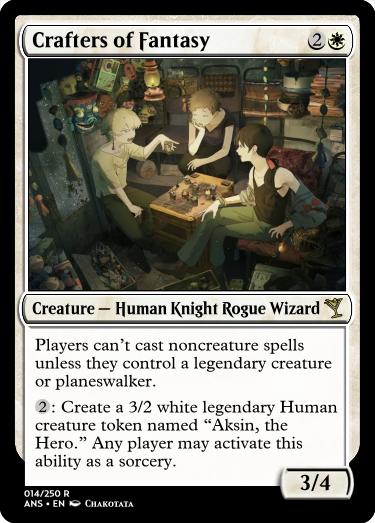 Crafters of Fantasy 2
Creature — Human Knight Rogue Wizard
Players can't cast noncreature spells
unless they control a legendary creature
or planeswalker.
2: Create a 3/2 white legendary Human
creature token named “Aksin, the
Hero.” Any player may activate this
ability as a sorcery.
3/4
014/250 R
ANS • EN Chakotata